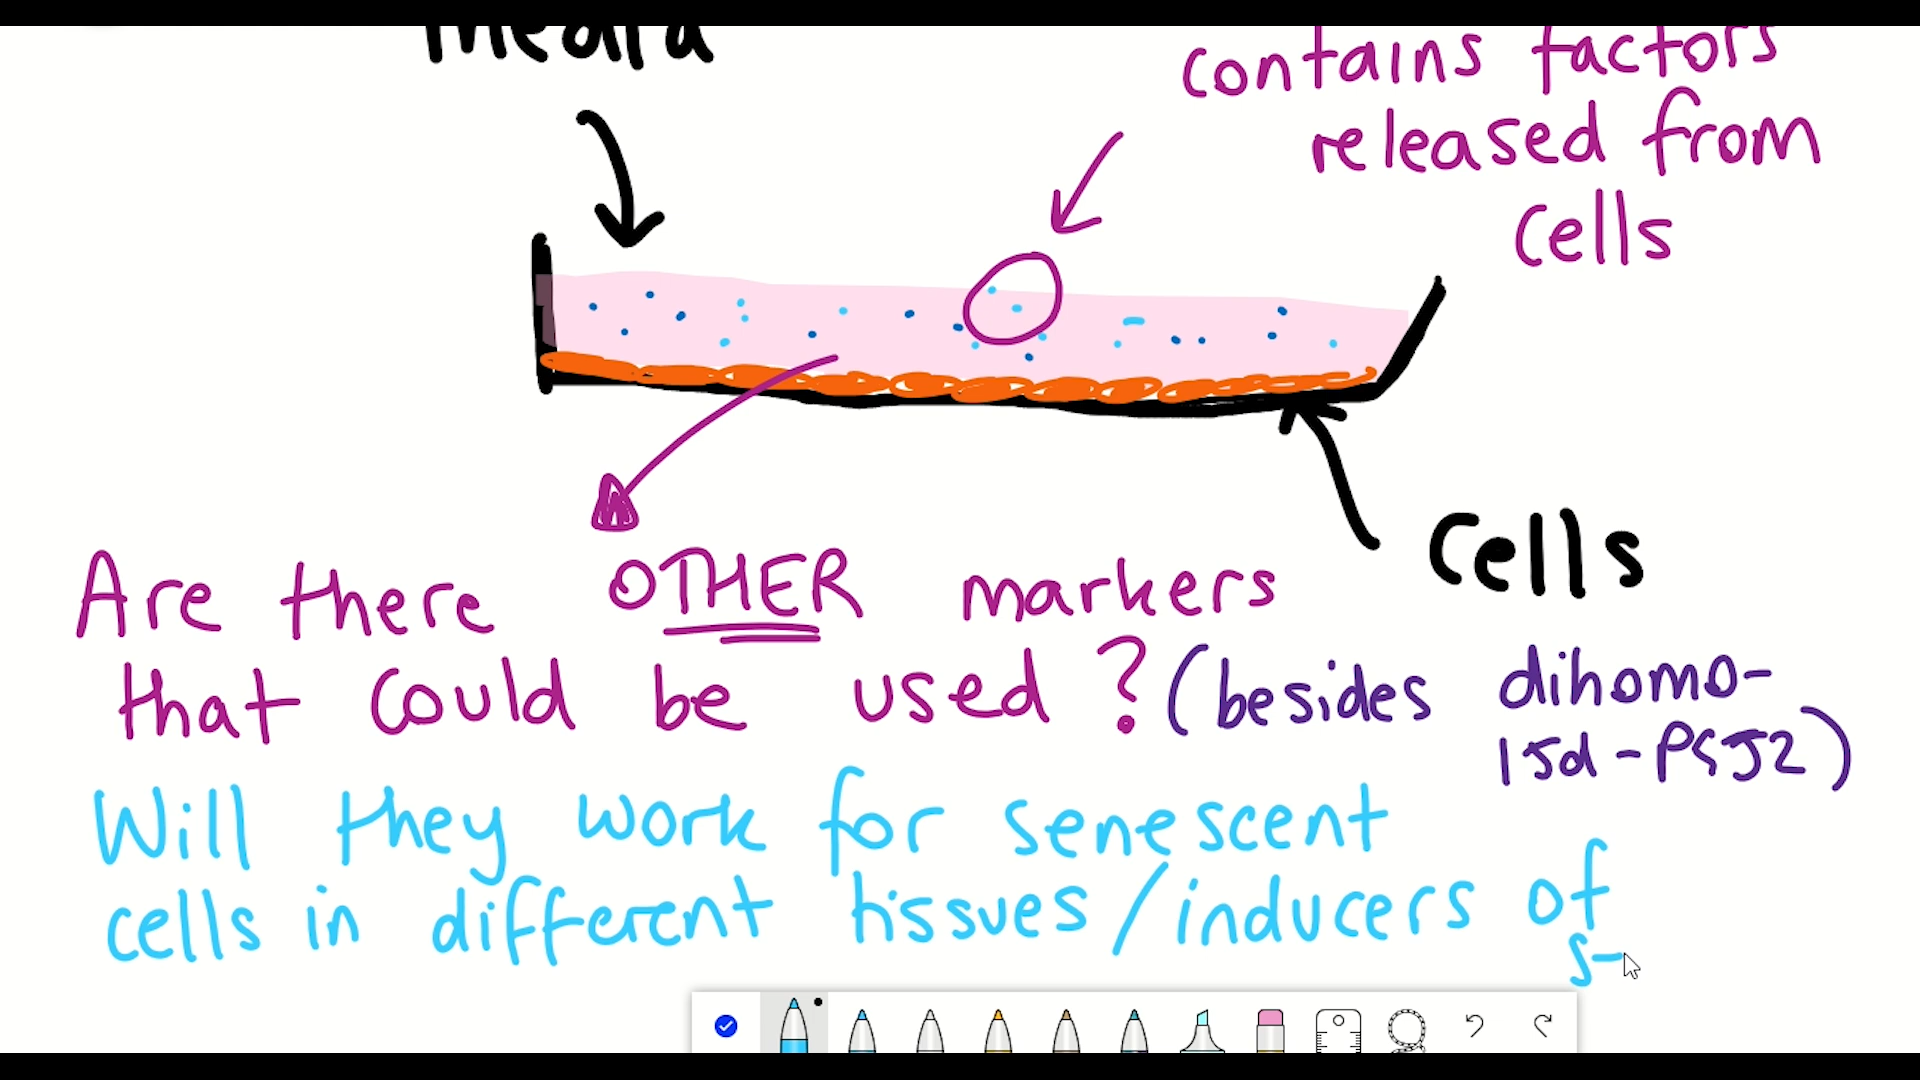 media
contains factors
released from
cells
Cells
Are there OTHER markers
that could be used? (besides dihomo-
15d-PGJ2)
Will they work for senescent
cells in different tissues/inducers of
s